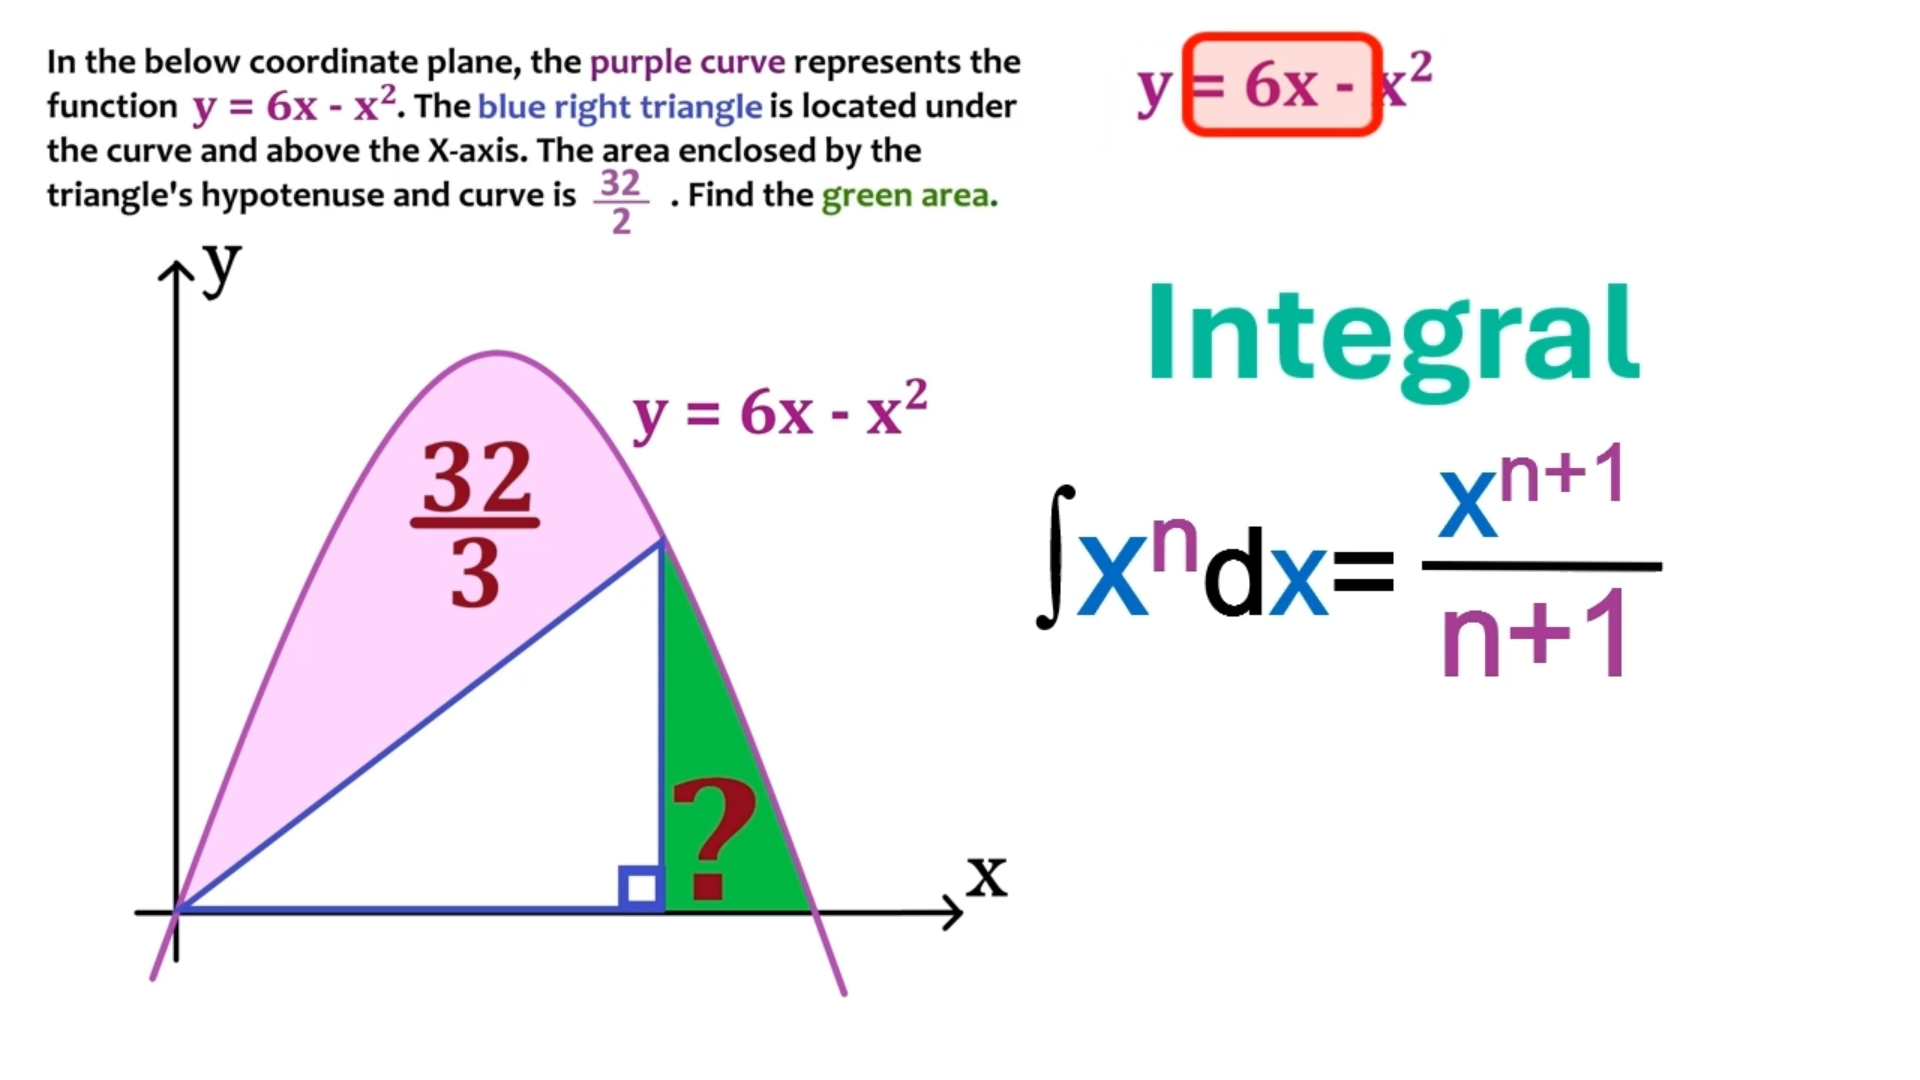 In the below coordinate plane, the purple curve represents the
function y = 6x - x². The blue right triangle is located under
the curve and above the X-axis. The area enclosed by the
triangle's hypotenuse and curve is 32/2 . Find the green area.
y = 6x - x²
Integral
∫xⁿdx= xⁿ⁺¹/n+1
y
y = 6x - x²
32/3
?
x